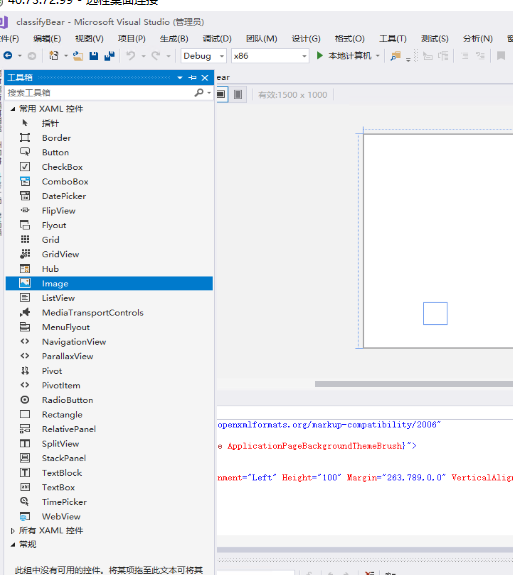 40.73.72.99 - 远程桌面连接
classifyBear - Microsoft Visual Studio (管理员)
件(F) 编辑(E) 视图(V) 项目(P) 生成(B) 调试(D) 团队(M) 设计(G) 格式(O) 工具(T) 测试(S) 分析(N)
Debug x86 本地计算机
工具箱 ear
搜索工具箱 有效:1500 x 1000
常用 XAML 控件
指针
Border
Button
CheckBox
ComboBox
DatePicker
FlipView
Flyout
Grid
GridView
Hub
Image
ListView
MediaTransportControls
MenuFlyout
NavigationView
ParallaxView
Pivot
PivotItem
RadioButton
Rectangle
RelativePanel
SplitView
StackPanel
TextBlock
TextBox
TimePicker
WebView
所有 XAML 控件
常规
此组中没有可用的控件。将某项拖至此文本可将其
openxmlformats.org/markup-compatibility/2006"
e ApplicationPageBackgroundThemeBrush}">
nment="Left" Height="100" Margin="263,789,0,0" VerticalAlign